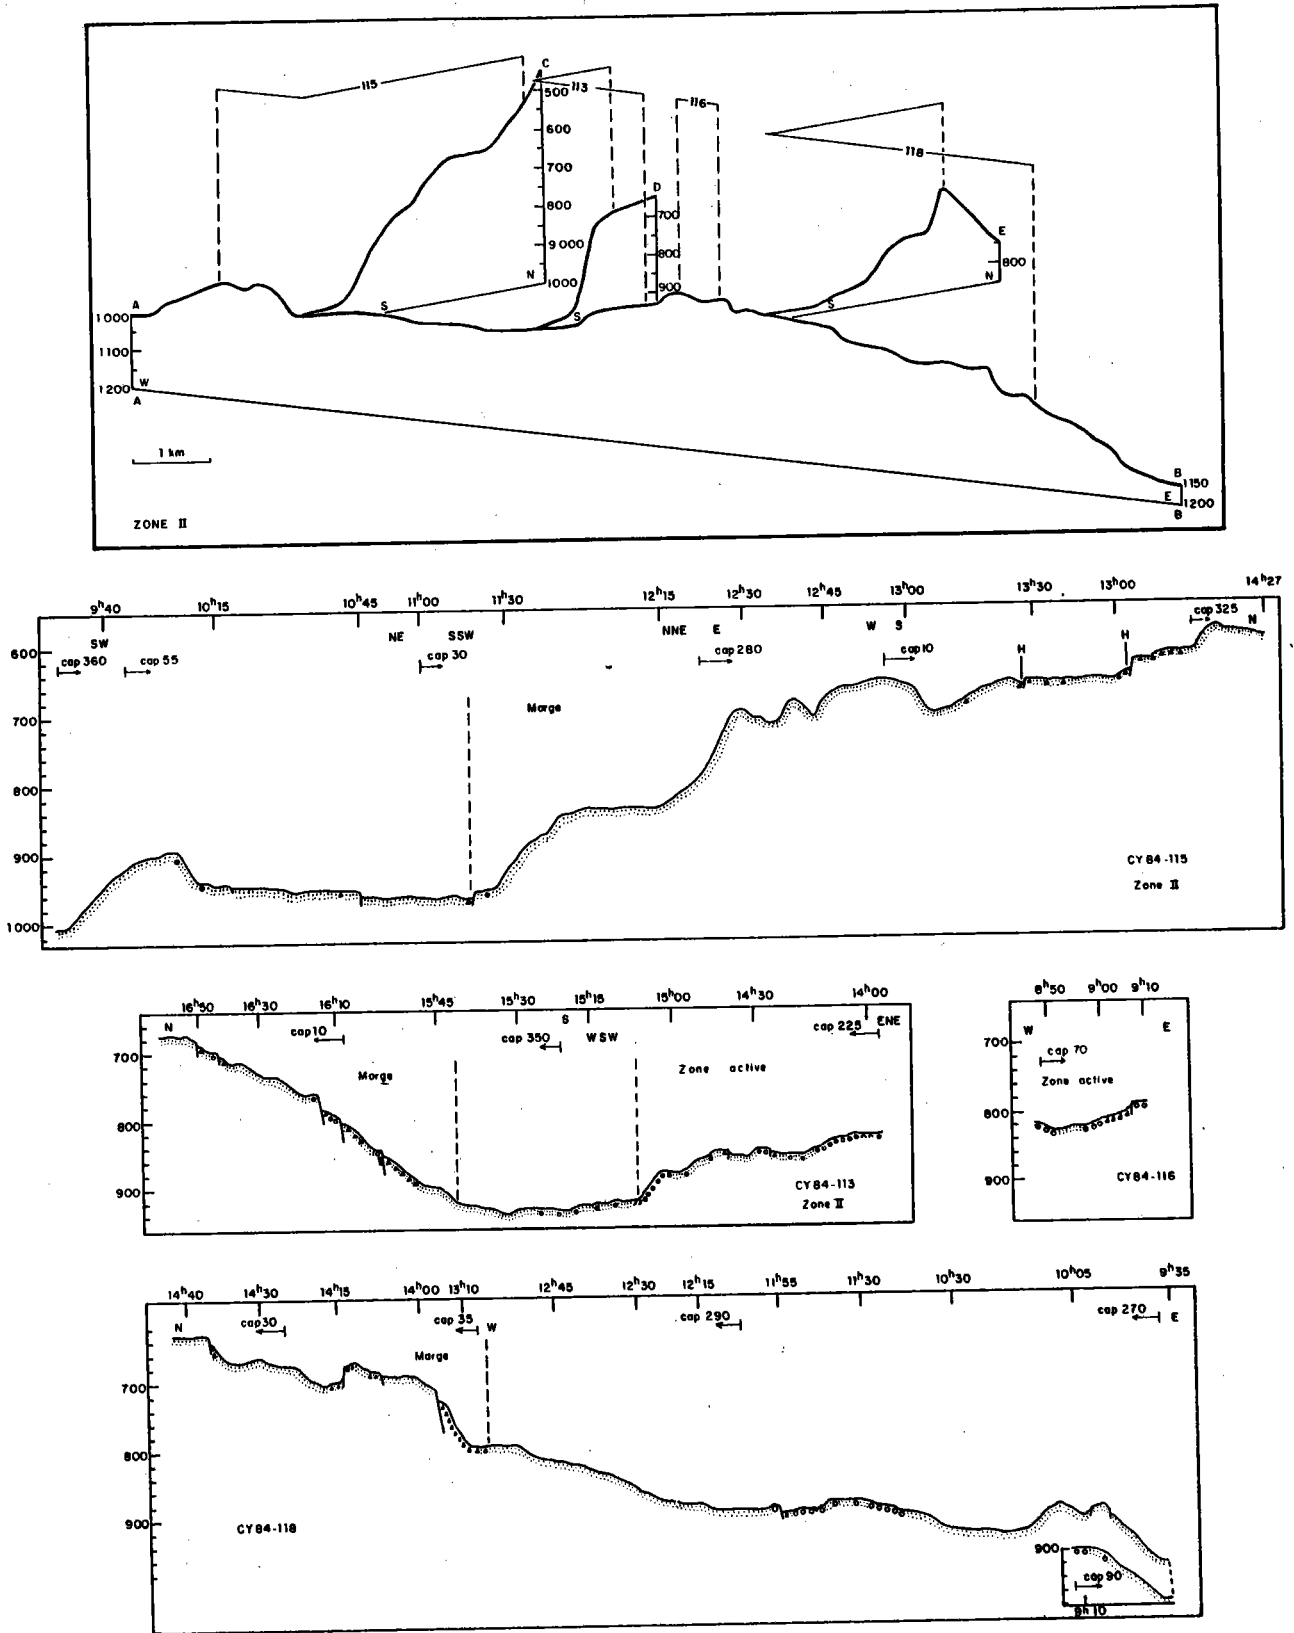 C
115
113
500
116
600
118
700
D
800
700
E
9000
800
800
N
1000
900
N
A
S
S
S
1000
1100
1200
W
A
1 km
B
1150
E
1200
B
ZONE II
9h40 10h15 10h45 11h00 11h30 12h15 12h30 12h45 13h00 13h30 13h00 14h27
SW NE SSW NNE E W S N
cap 360 cap 55 cap 30 cap 280 cap 10 H H cap 325
600
Marge
700
800
900
CY 84-115
Zone II
1000
16h50 16h30 16h10 15h45 15h30 15h15 15h00 14h30 14h00
N S ENE
cap 10 cap 350 WSW cap 225
700
Marge Zone active
800
900
CY 84-113
Zone II
8h50 9h00 9h10
W E
700
cap 70
Zone active
800
900
CY 84-116
14h40 14h30 14h15 14h00 13h10 12h45 12h30 12h15 11h55 11h30 10h30 10h05 9h35
N cap 30 cap 35 W cap 290 cap 270 E
Marge
700
800
900
CY 84-118
900
cap 90
9h10